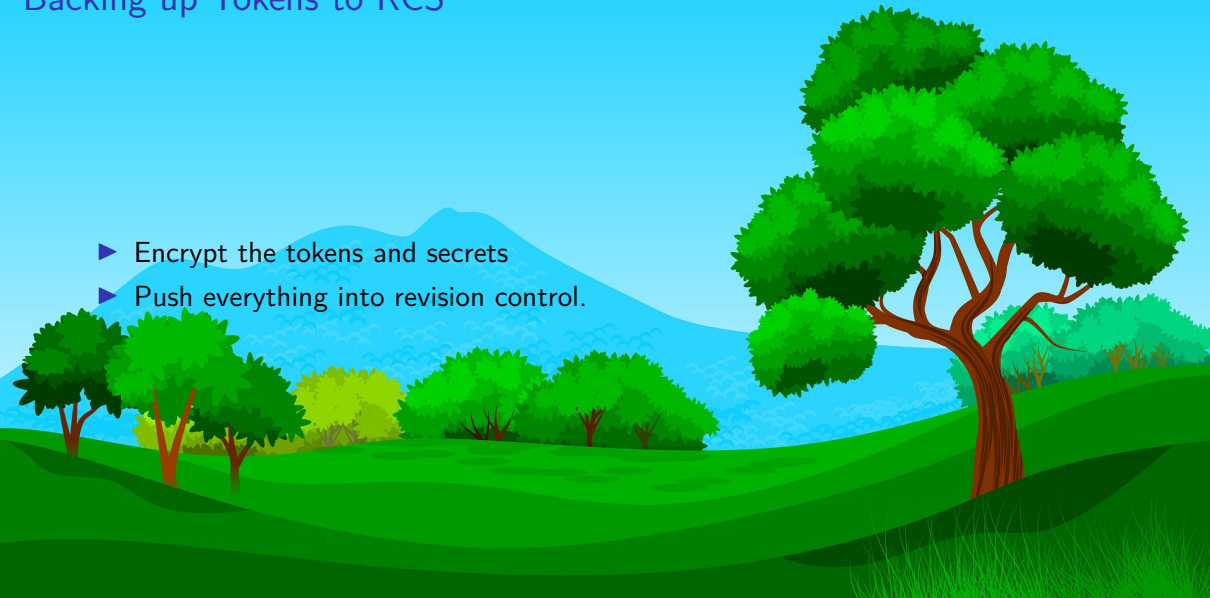 Backing up Tokens to RCS
▶ Encrypt the tokens and secrets
▶ Push everything into revision control.